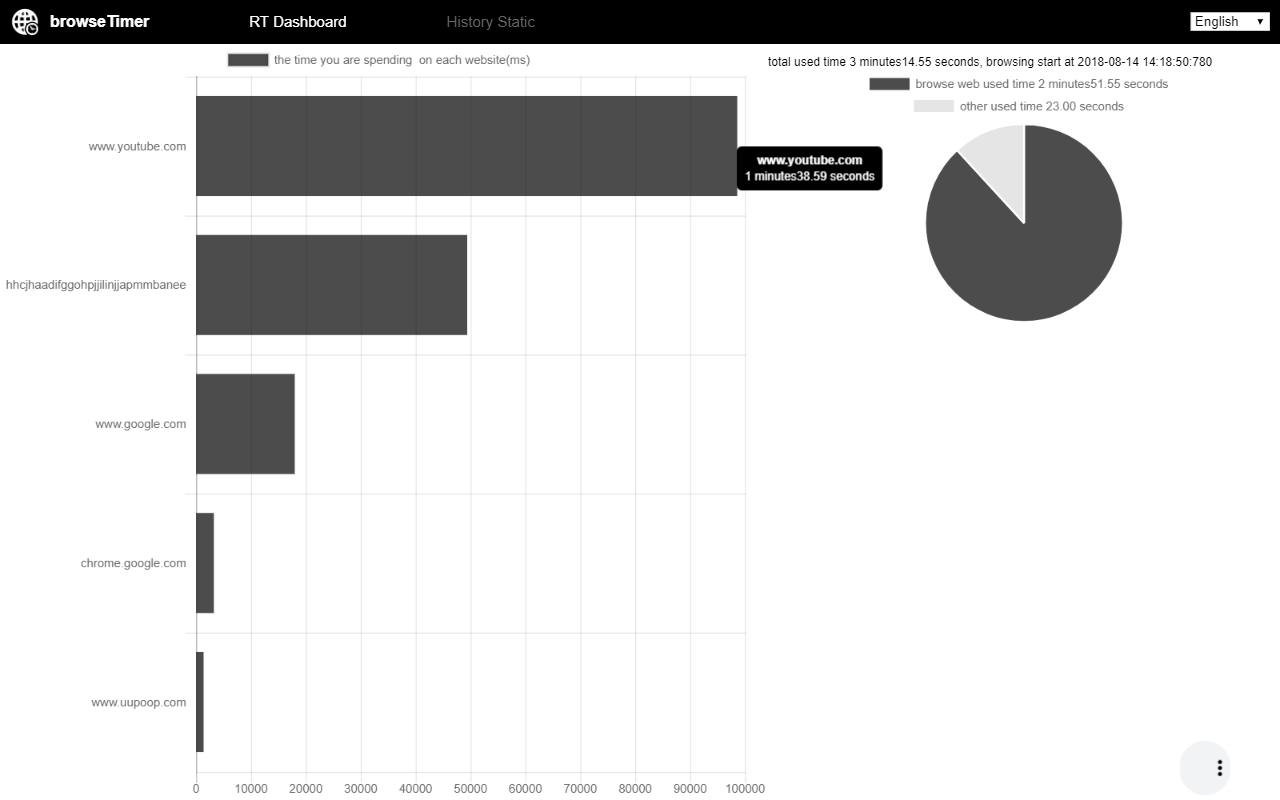 browseTimer RT Dashboard History Static English
the time you are spending on each website(ms)
total used time 3 minutes14.55 seconds, browsing start at 2018-08-14 14:18:50:780
browse web used time 2 minutes51.55 seconds
other used time 23.00 seconds
www.youtube.com
www.youtube.com
1 minutes38.59 seconds
hhcjhaadifggohpjjilinjjapmmbanee
www.google.com
chrome.google.com
www.uupoop.com
0 10000 20000 30000 40000 50000 60000 70000 80000 90000 100000